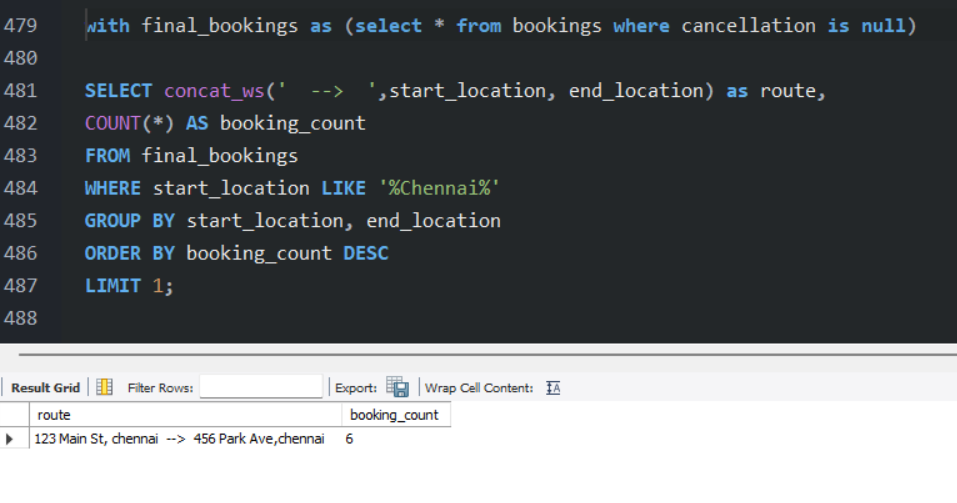 479 with final_bookings as (select * from bookings where cancellation is null)
480
481 SELECT concat_ws(' --> ',start_location, end_location) as route,
482 COUNT(*) AS booking_count
483 FROM final_bookings
484 WHERE start_location LIKE '%Chennai%'
485 GROUP BY start_location, end_location
486 ORDER BY booking_count DESC
487 LIMIT 1;
488
Result Grid Filter Rows: Export: Wrap Cell Content: IA
route booking_count
123 Main St, chennai --> 456 Park Ave,chennai 6